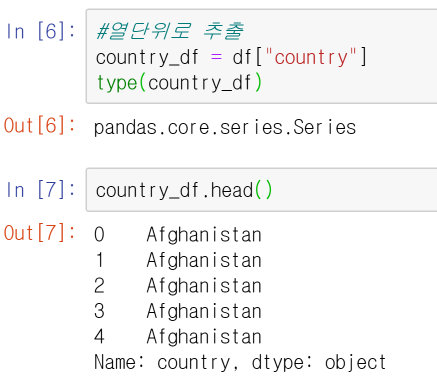 In [6]: #열단위로 추출
country_df = df["country"]
type(country_df)
Out[6]: pandas.core.series.Series
In [7]: country_df.head()
Out[7]: 0    Afghanistan
1    Afghanistan
2    Afghanistan
3    Afghanistan
4    Afghanistan
Name: country, dtype: object